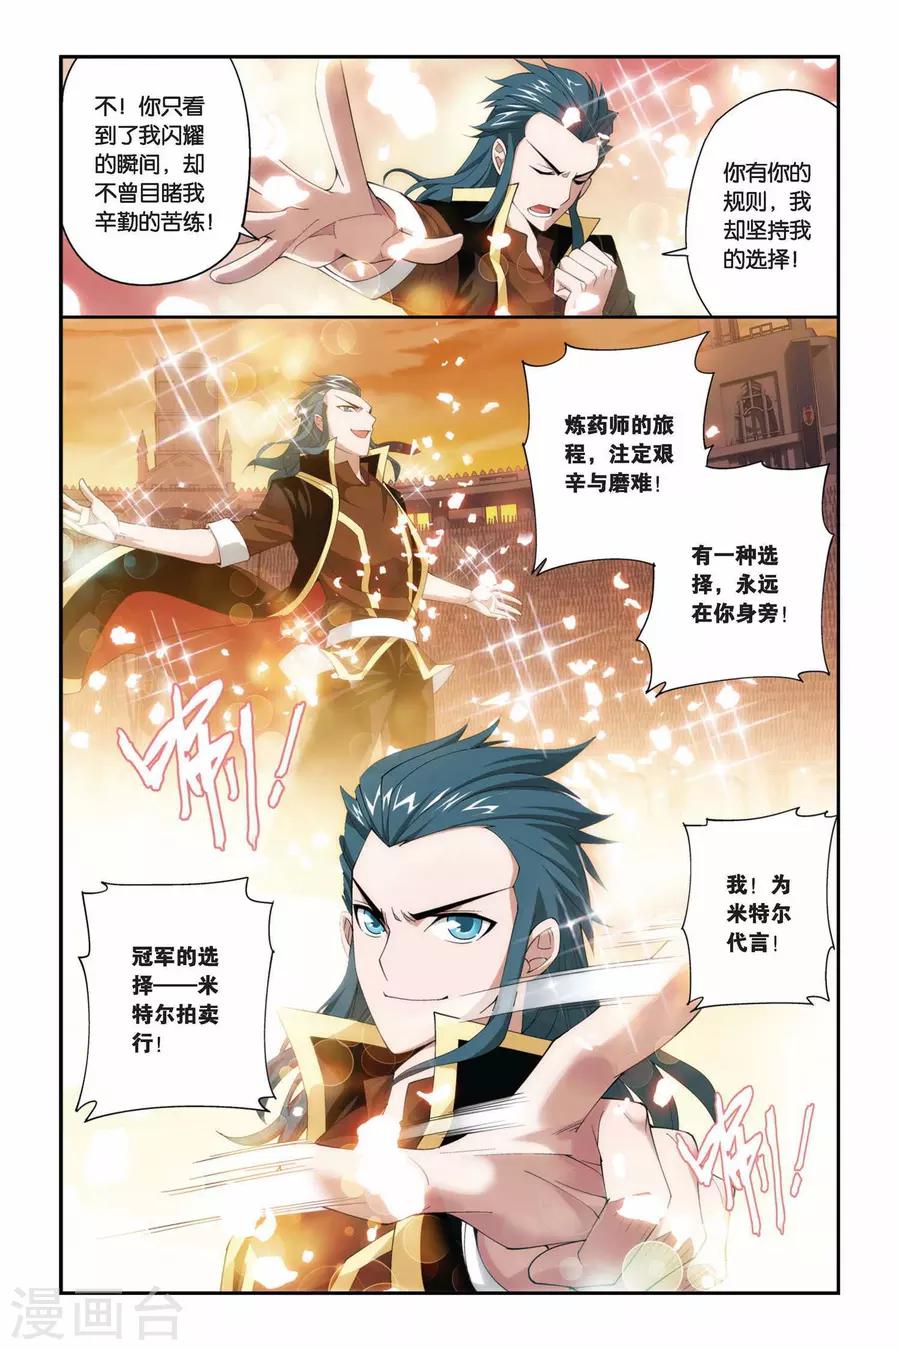 不！你只看
到了我闪耀
的瞬间，却
不曾目睹我
辛勤的苦练！
你有你的
规则，我
却坚持我
的选择！
炼药师的旅
程，注定艰
辛与磨难！
有一种选
择，永远
在你身旁！
唰！
我！为
米特尔
代言！
冠军的选
择——米
特尔拍卖
行！
唰！
漫画台